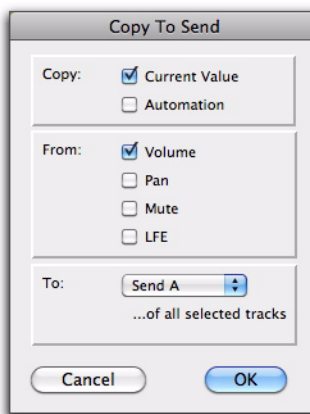 Copy To Send
Copy: Current Value
Automation
From: Volume
Pan
Mute
LFE
To: Send A
...of all selected tracks
Cancel OK